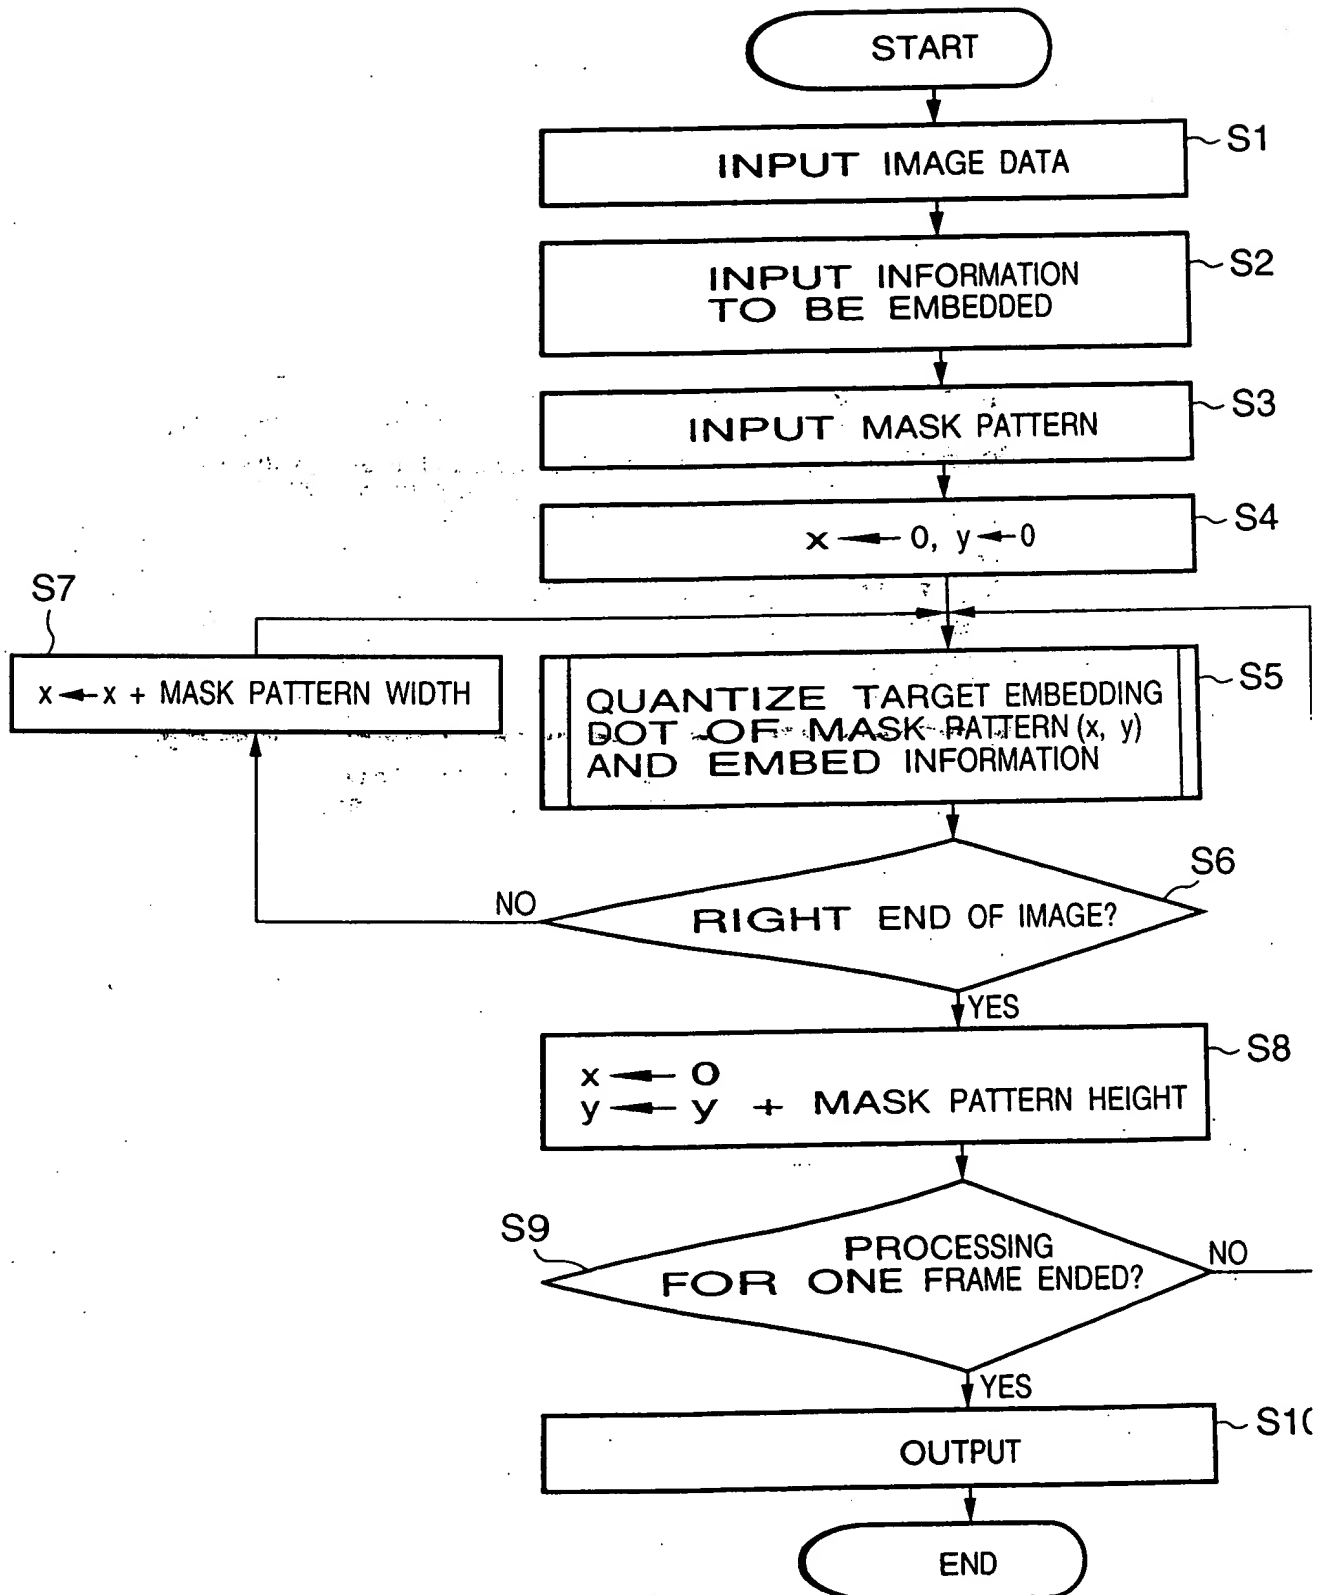 START
INPUT IMAGE DATA
S1
INPUT INFORMATION
TO BE EMBEDDED
S2
INPUT MASK PATTERN
S3
x ← 0, y ← 0
S4
S7
x ← x + MASK PATTERN WIDTH
QUANTIZE TARGET EMBEDDING
DOT OF MASK PATTERN (x, y)
AND EMBED INFORMATION
S5
S6
NO
RIGHT END OF IMAGE?
YES
x ← 0
y ← y + MASK PATTERN HEIGHT
S8
S9
PROCESSING
FOR ONE FRAME ENDED?
NO
YES
OUTPUT
S1(
END